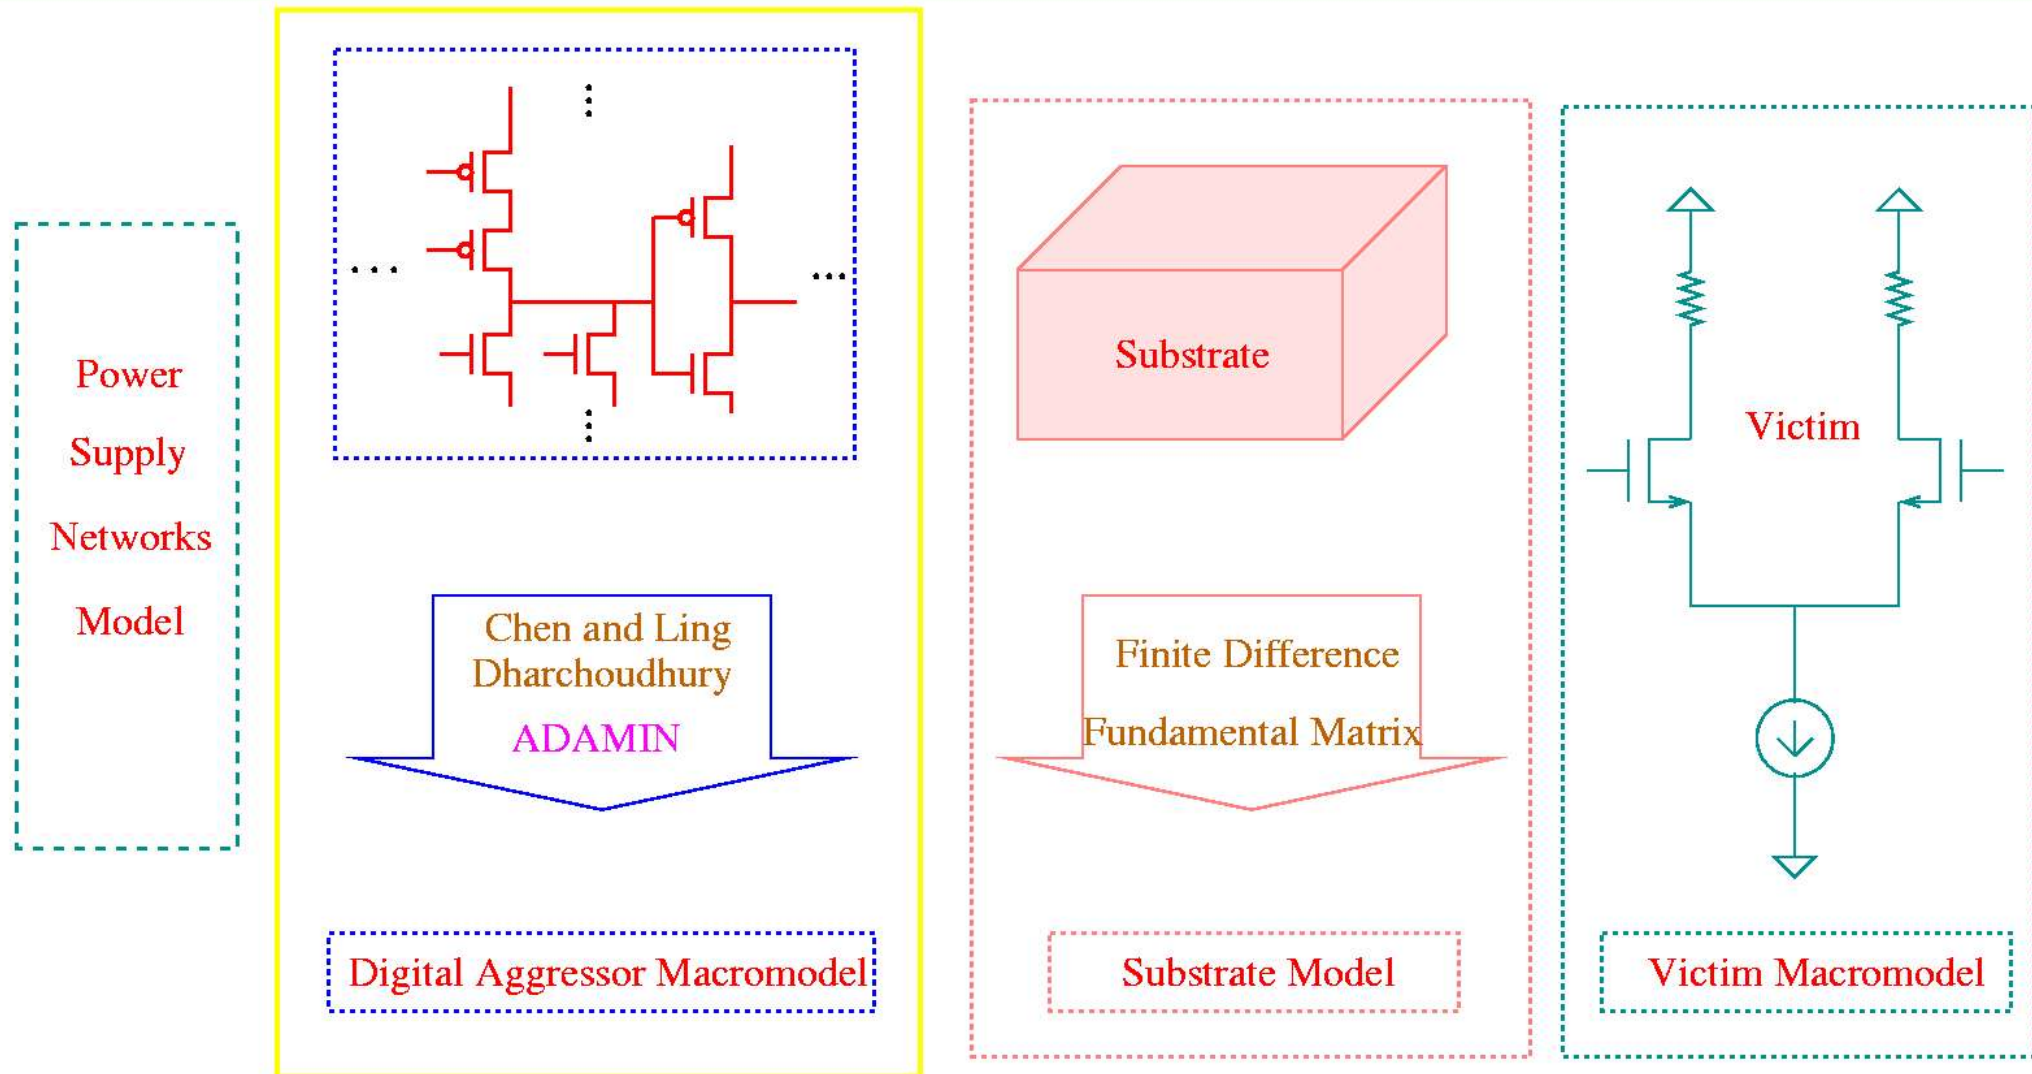 Power
Supply
Networks
Model
Chen and Ling
Dharchoudhury
ADAMIN
Digital Aggressor Macromodel
Substrate
Finite Difference
Fundamental Matrix
Substrate Model
Victim
Victim Macromodel